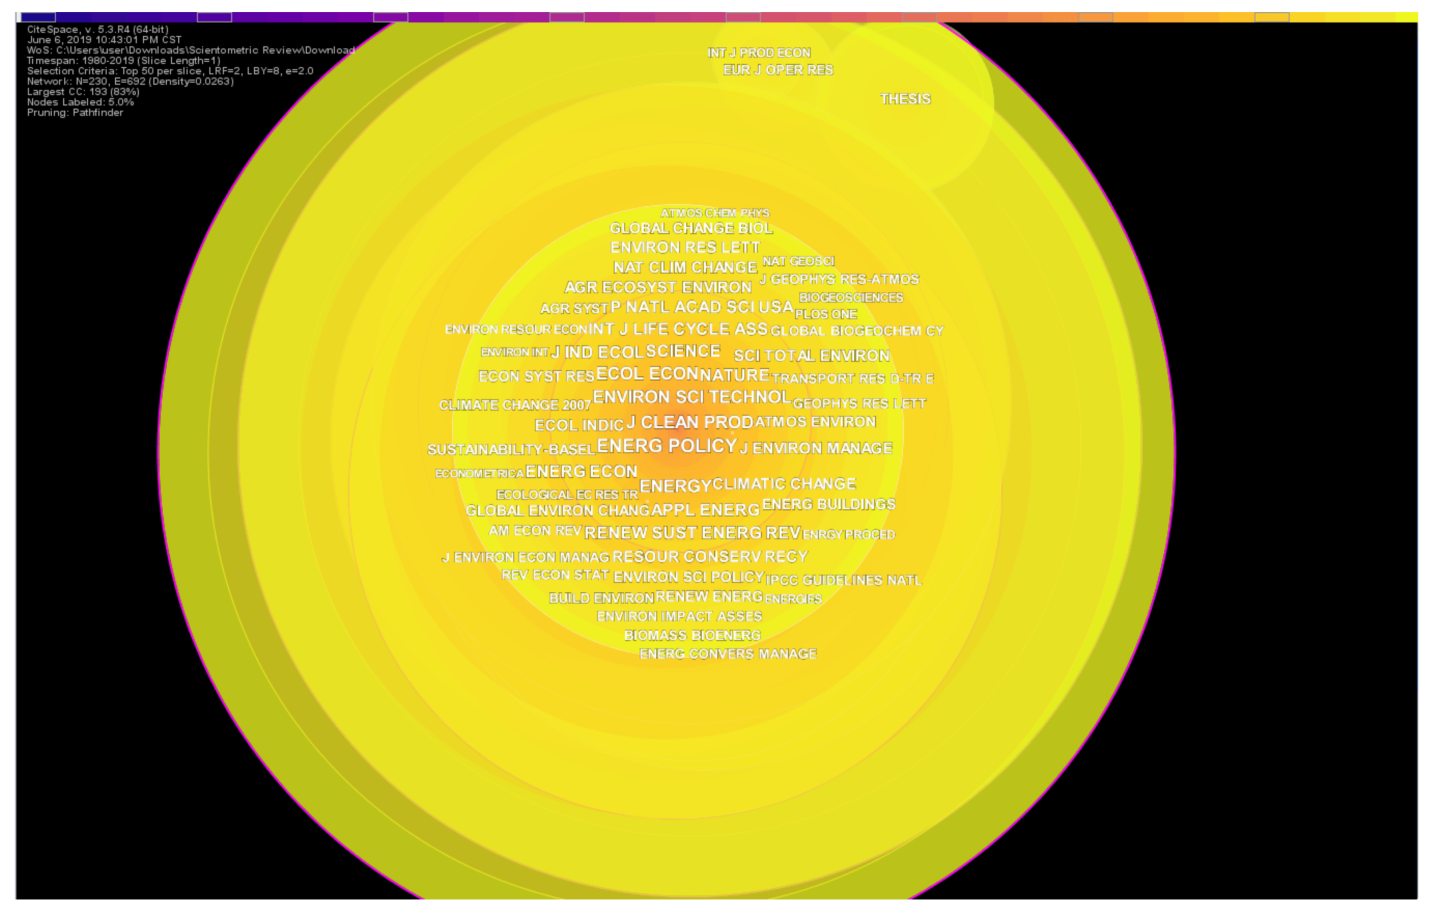 CiteSpace, v. 5.3.R4 (64-bit)
June 6, 2019 10:43:01 PM CST
WoS: C:\Users\user\Downloads\Scientometric Review\Download
Timespan: 1980-2019 (Slice Length=1)
Selection Criteria: Top 50 per slice, LRF=2, LBY=8, e=2.0
Network: N=230, E=692 (Density=0.0263)
Largest CC: 193 (83%)
Nodes Labeled: 5.0%
Pruning: Pathfinder
INT J PROD ECON
EUR J OPER RES
THESIS
ATMOS CHEM PHYS
GLOBAL CHANGE BIOL
ENVIRON RES LETT
NAT CLIM CHANGE NAT GEOSCI
AGR ECOSYST ENVIRON J GEOPHYS RES-ATMOS
BIOGEOSCIENCES
AGR SYST P NATL ACAD SCI USA PLOS ONE
ENVIRON RESOUR ECON INT J LIFE CYCLE ASS GLOBAL BIOGEOCHEM CY
ENVIRON INT J IND ECOL SCIENCE SCI TOTAL ENVIRON
ECON SYST RES ECOL ECON NATURE TRANSPORT RES D-TR E
CLIMATE CHANGE 2007 ENVIRON SCI TECHNOL GEOPHYS RES LETT
ECOL INDIC J CLEAN PROD ATMOS ENVIRON
SUSTAINABILITY-BASEL ENERG POLICY J ENVIRON MANAGE
ECONOMETRICA ENERG ECON
ENERGY CLIMATIC CHANGE
ECOLOGICAL EC RES TR
GLOBAL ENVIRON CHANG APPL ENERG ENERG BUILDINGS
AM ECON REV RENEW SUST ENERG REV ENRGY PROCED
J ENVIRON ECON MANAG RESOUR CONSERV RECY
REV ECON STAT ENVIRON SCI POLICY IPCC GUIDELINES NATL
BUILD ENVIRON RENEW ENERG ENERGIES
ENVIRON IMPACT ASSES
BIOMASS BIOENERG
ENERG CONVERS MANAGE